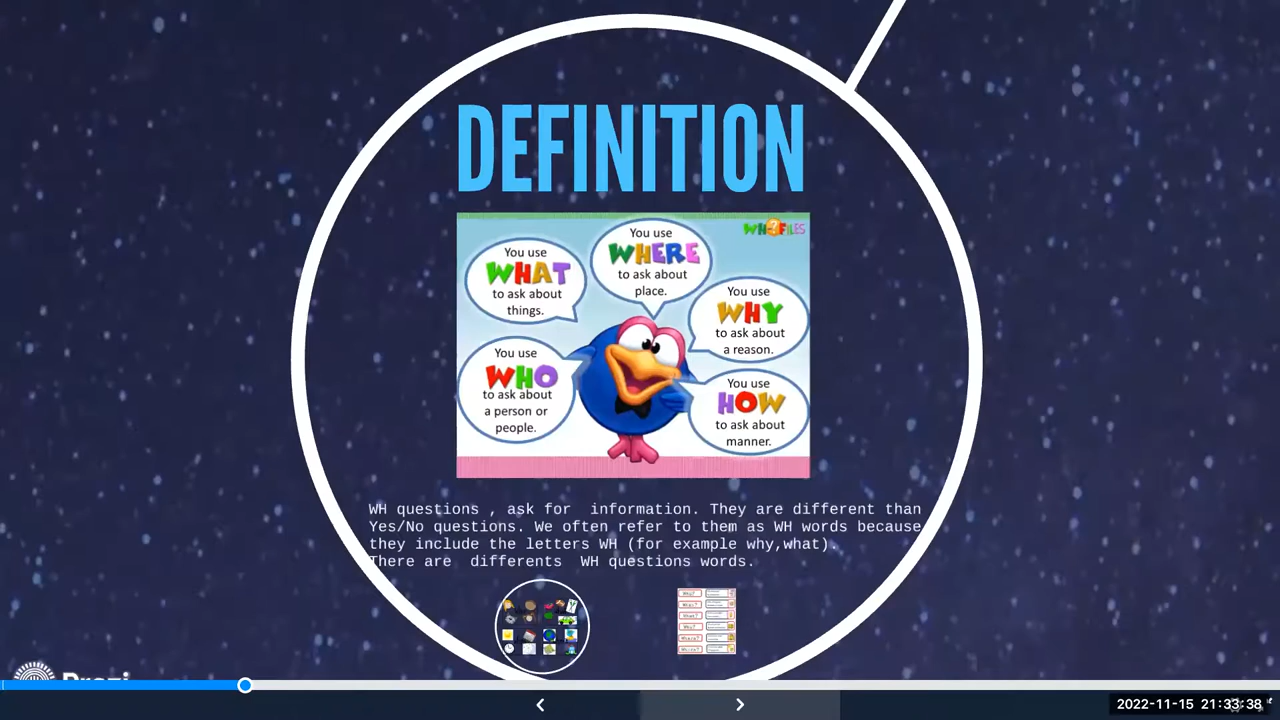 DEFINITION
WH?FILES
You use
WHERE
to ask about
place.
You use
WHAT
to ask about
things.
You use
WHY
to ask about
a reason.
You use
WHO
to ask about
a person or
people.
You use
HOW
to ask about
manner.
WH questions , ask for  information. They are different than
Yes/No questions. We often refer to them as WH words because
they include the letters WH (for example why,what).
There are  differents  WH questions words.
Prezi
2022-11-15 21:33:38